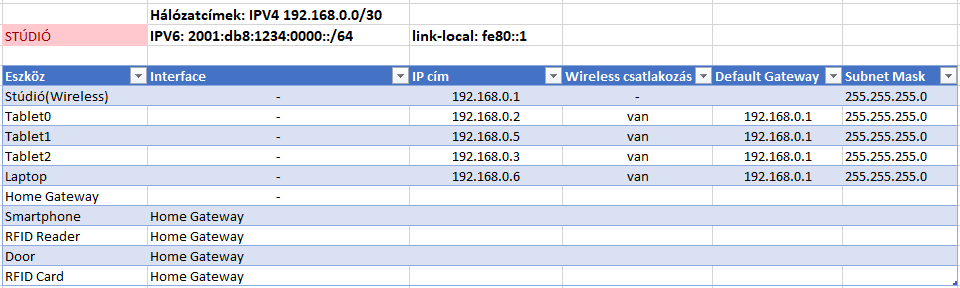 Hálózatcímek: IPV4 192.168.0.0/30
STÚDIÓ IPV6: 2001:db8:1234:0000::/64 link-local: fe80::1
Eszköz Interface IP cím Wireless csatlakozás Default Gateway Subnet Mask
Stúdió(Wireless) - 192.168.0.1 - 255.255.255.0
Tablet0 - 192.168.0.2 van 192.168.0.1 255.255.255.0
Tablet1 - 192.168.0.5 van 192.168.0.1 255.255.255.0
Tablet2 - 192.168.0.3 van 192.168.0.1 255.255.255.0
Laptop - 192.168.0.6 van 192.168.0.1 255.255.255.0
Home Gateway -
Smartphone Home Gateway
RFID Reader Home Gateway
Door Home Gateway
RFID Card Home Gateway